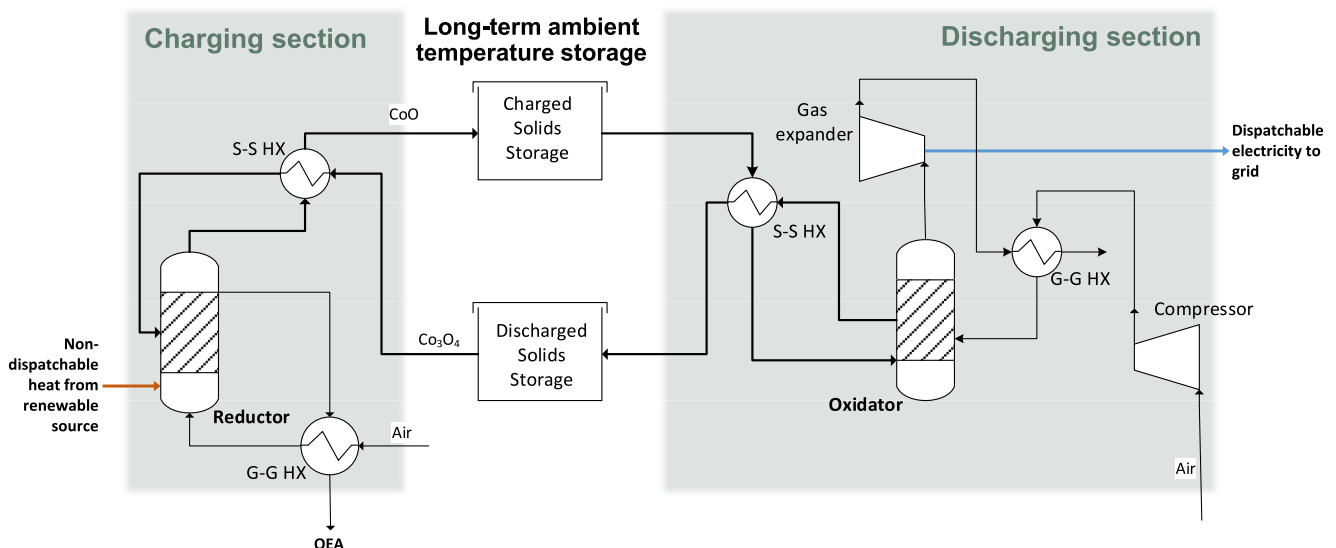 Charging section
Long-term ambient
temperature storage
Discharging section
CoO
Charged
Solids
Storage
Gas
expander
Dispatchable
electricity to
grid
S-S HX
S-S HX
G-G HX
Compressor
Co₃O₄
Discharged
Solids
Storage
Non-
dispatchable
heat from
renewable
source
Reductor
Oxidator
Air
G-G HX
Air
OEA